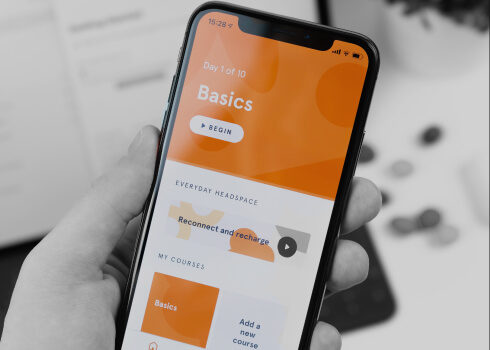 15:28
Day 1 of 10
Basics
BEGIN
EVERYDAY HEADSPACE
Reconnect and recharge
MY COURSES
Basics
Add a
new
course